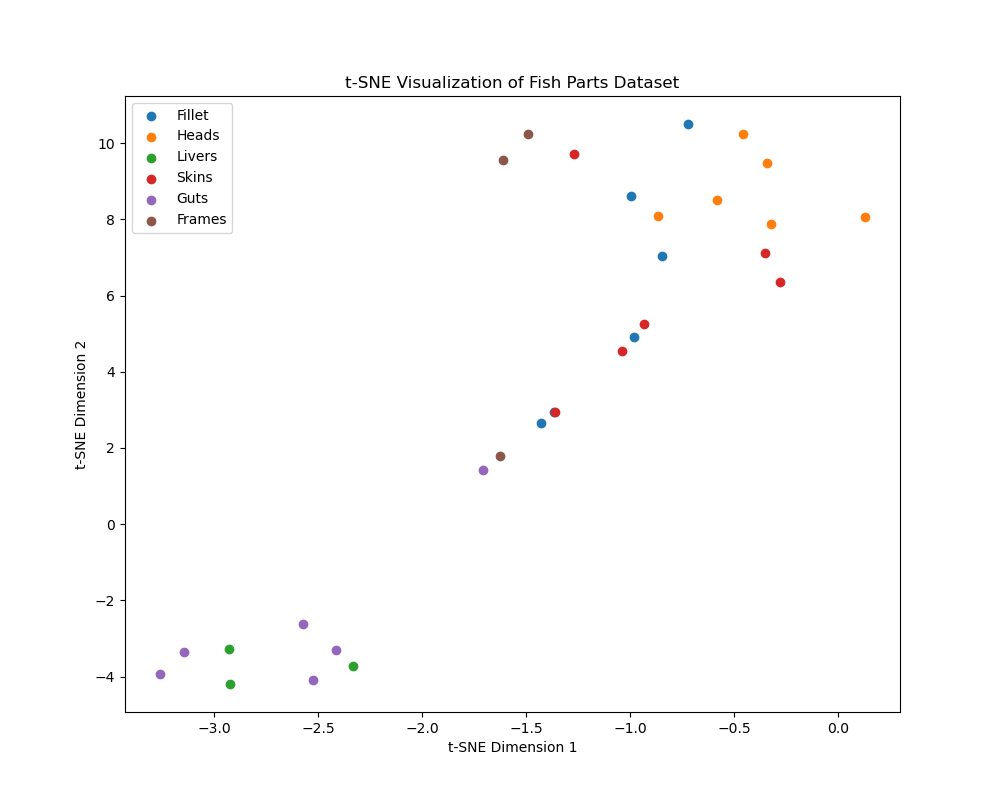 t-SNE Visualization of Fish Parts Dataset
Fillet
Heads
Livers
Skins
Guts
Frames
10
8
6
4
2
0
−2
−4
t-SNE Dimension 2
−3.0 −2.5 −2.0 −1.5 −1.0 −0.5 0.0
t-SNE Dimension 1